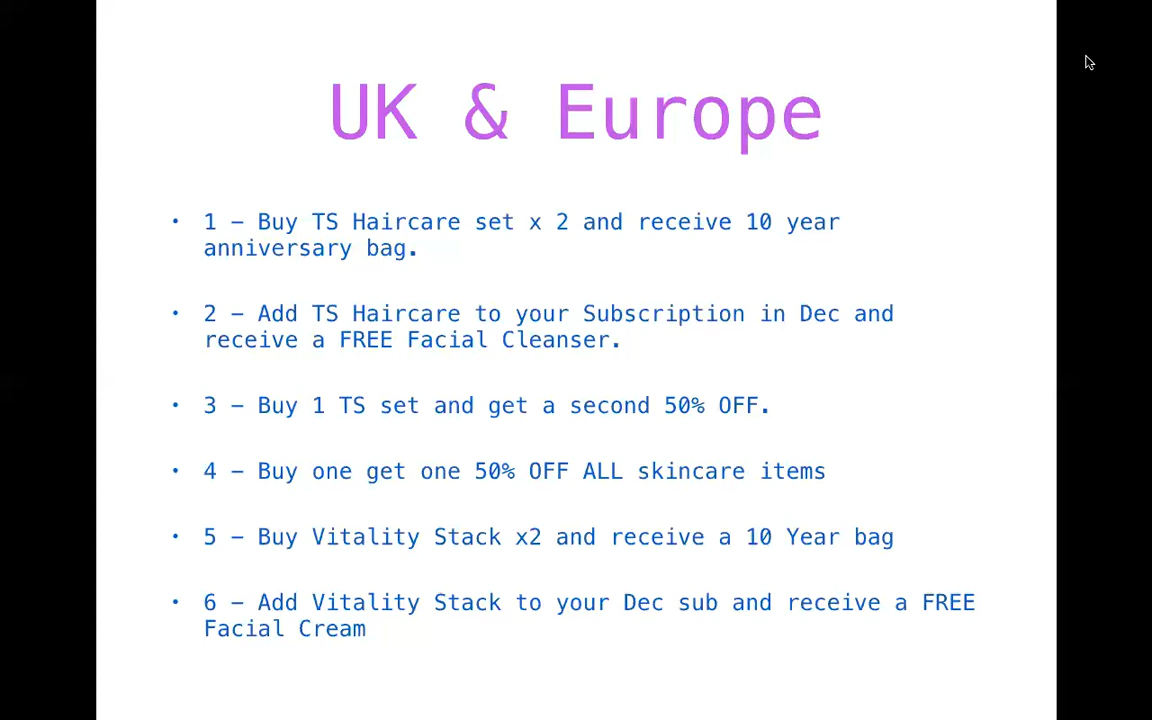 UK & Europe
• 1 – Buy TS Haircare set x 2 and receive 10 year
anniversary bag.
• 2 – Add TS Haircare to your Subscription in Dec and
receive a FREE Facial Cleanser.
• 3 – Buy 1 TS set and get a second 50% OFF.
• 4 – Buy one get one 50% OFF ALL skincare items
• 5 – Buy Vitality Stack x2 and receive a 10 Year bag
• 6 – Add Vitality Stack to your Dec sub and receive a FREE
Facial Cream